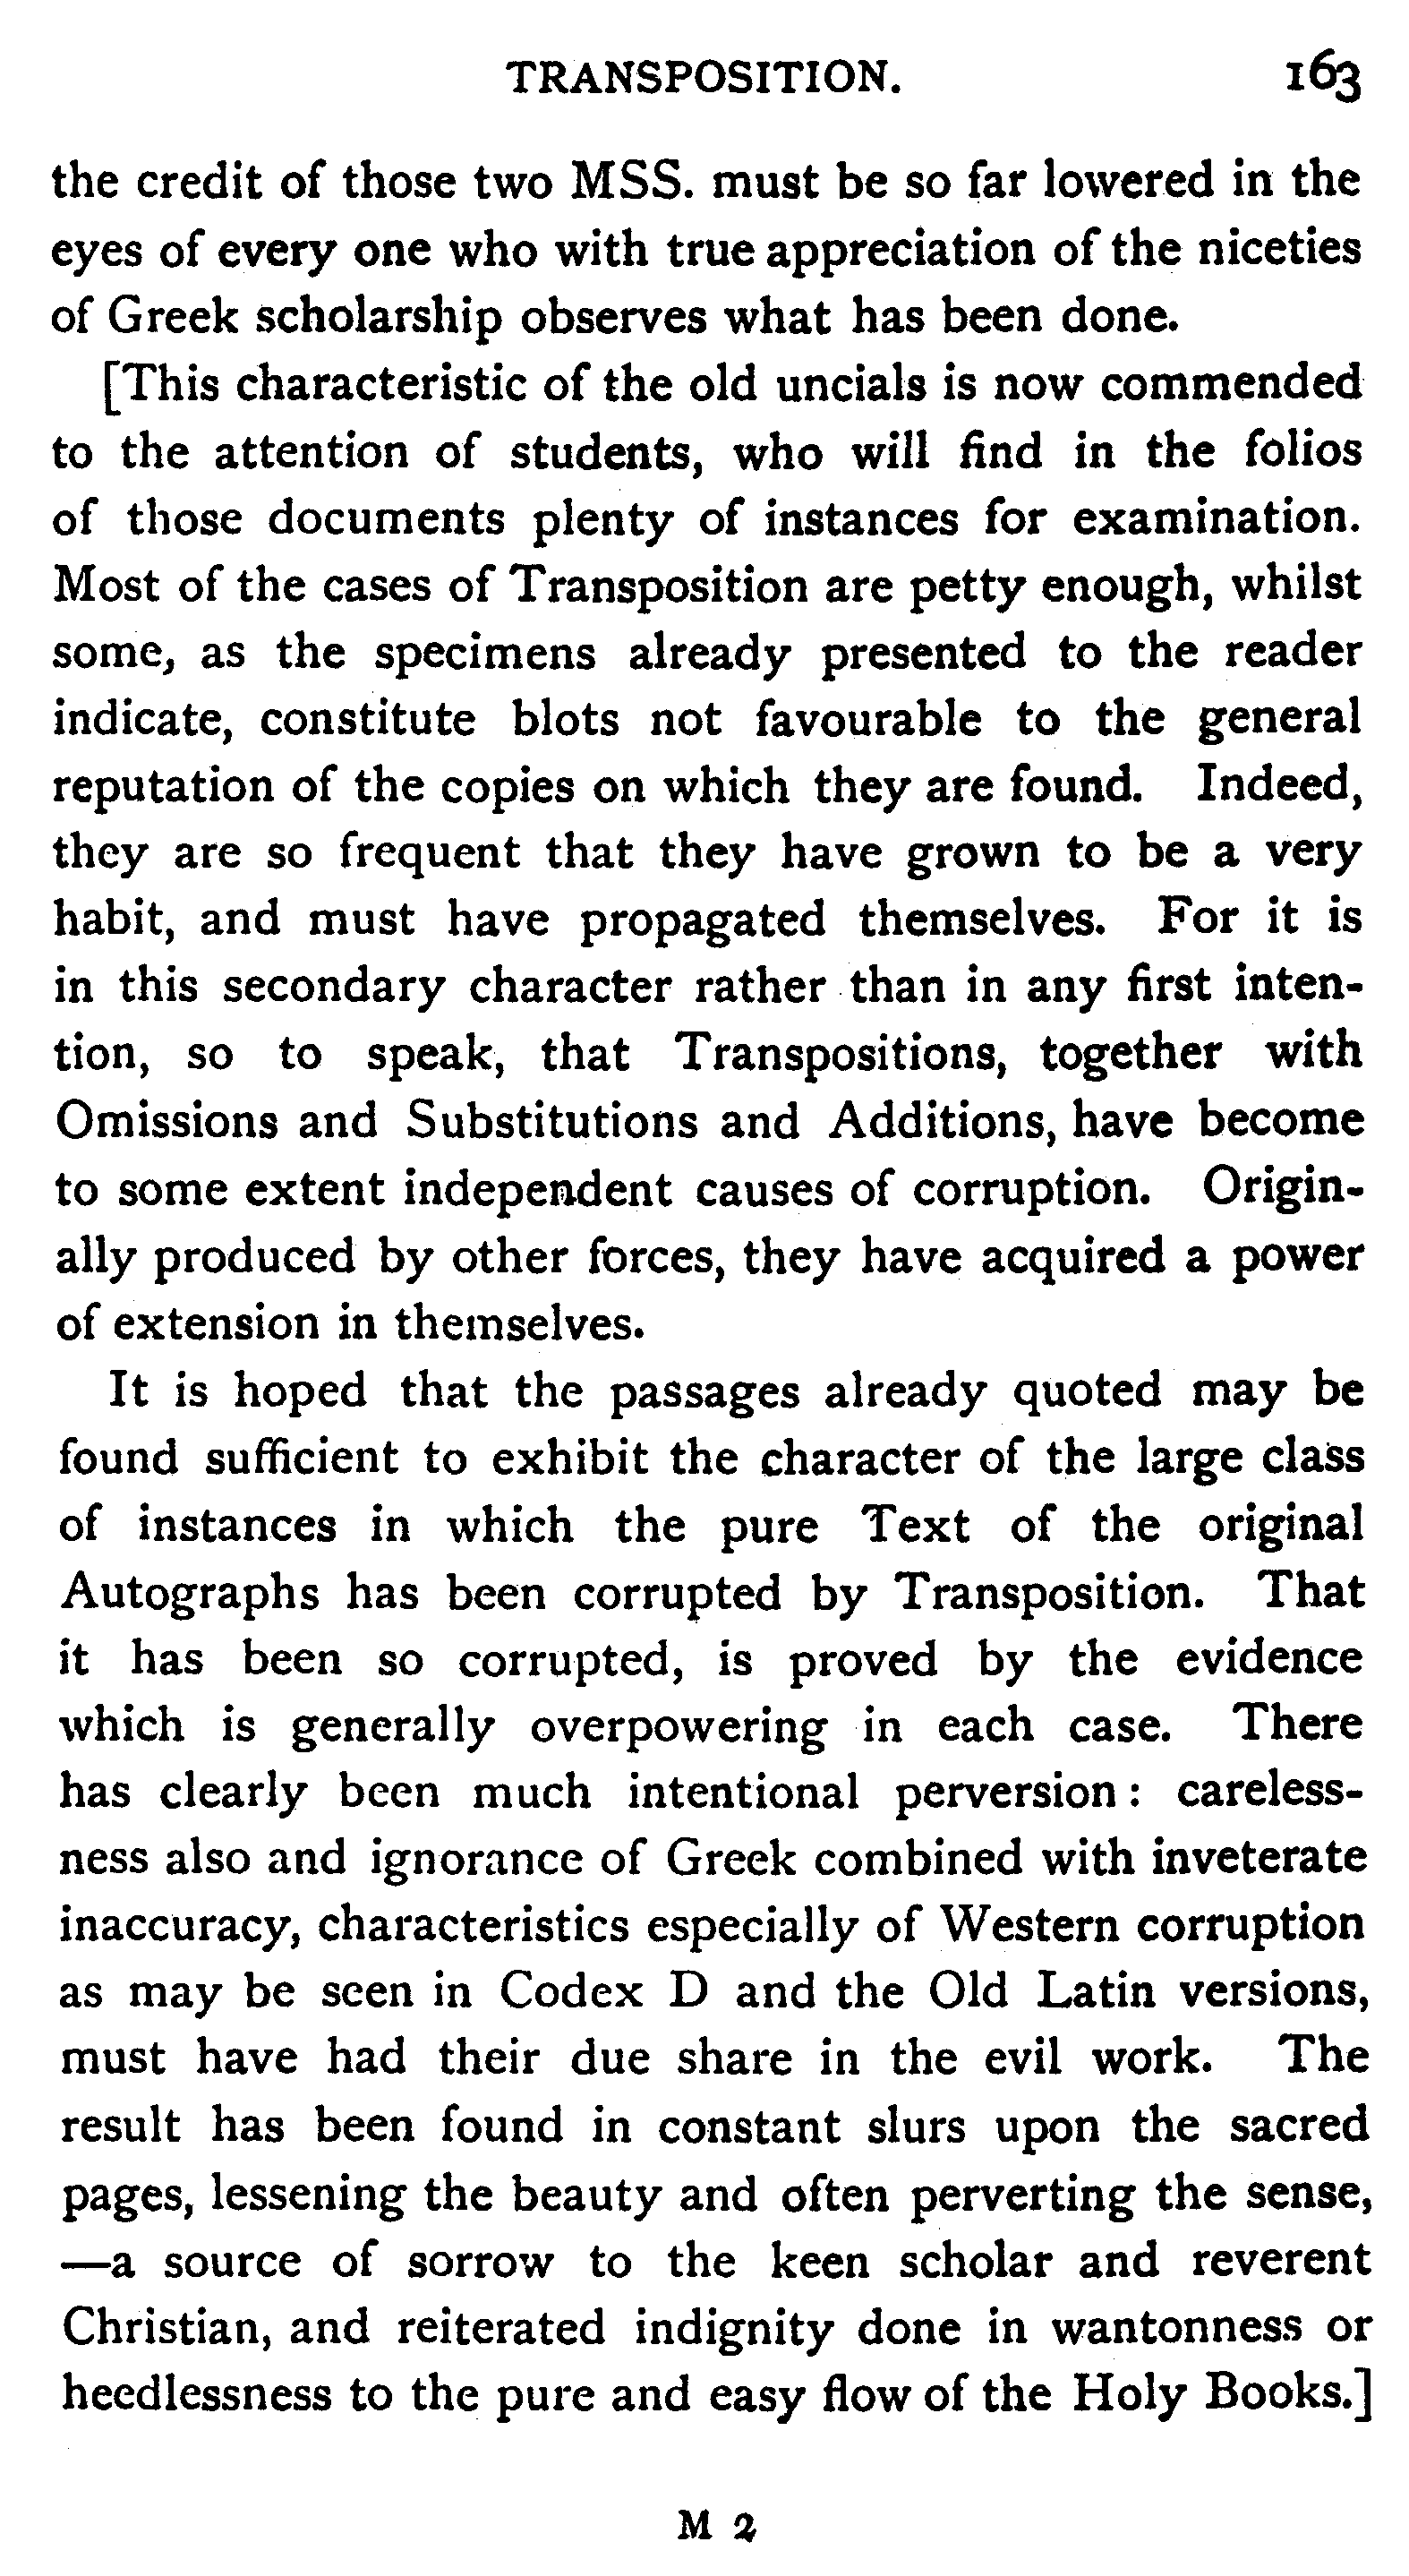 TRANSPOSITION. 163
the credit of those two MSS. must be so far lowered in the
eyes of every one who with true appreciation of the niceties
of Greek scholarship observes what has been done.
[This characteristic of the old uncials is now commended
to the attention of students, who will find in the folios
of those documents plenty of instances for examination.
Most of the cases of Transposition are petty enough, whilst
some, as the specimens already presented to the reader
indicate, constitute blots not favourable to the general
reputation of the copies on which they are found. Indeed,
they are so frequent that they have grown to be a very
habit, and must have propagated themselves. For it is
in this secondary character rather than in any first inten-
tion, so to speak, that Transpositions, together with
Omissions and Substitutions and Additions, have become
to some extent independent causes of corruption. Origin-
ally produced by other forces, they have acquired a power
of extension in themselves.
It is hoped that the passages already quoted may be
found sufficient to exhibit the character of the large class
of instances in which the pure Text of the original
Autographs has been corrupted by Transposition. That
it has been so corrupted, is proved by the evidence
which is generally overpowering in each case. There
has clearly been much intentional perversion : careless-
ness also and ignorance of Greek combined with inveterate
inaccuracy, characteristics especially of Western corruption
as may be seen in Codex D and the Old Latin versions,
must have had their due share in the evil work. The
result has been found in constant slurs upon the sacred
pages, lessening the beauty and often perverting the sense,
—a source of sorrow to the keen scholar and reverent
Christian, and reiterated indignity done in wantonness or
heedlessness to the pure and easy flow of the Holy Books.]
M 2